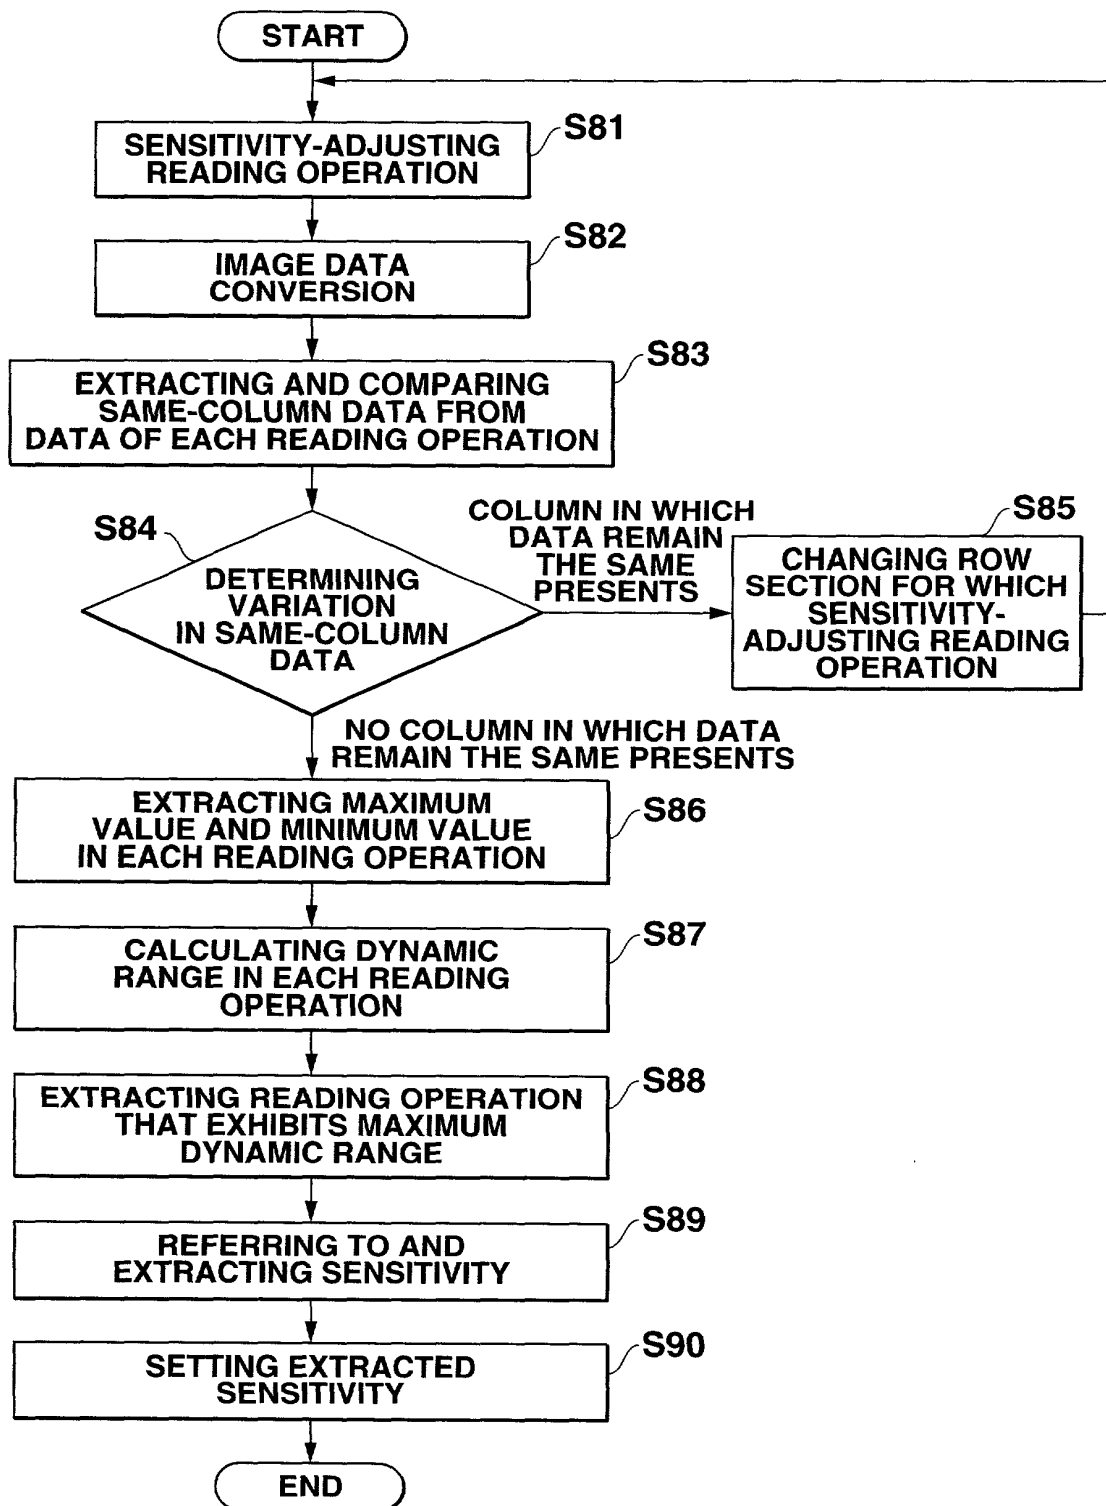 START
S81
SENSITIVITY-ADJUSTING
READING OPERATION
S82
IMAGE DATA
CONVERSION
S83
EXTRACTING AND COMPARING
SAME-COLUMN DATA FROM
DATA OF EACH READING OPERATION
S84
DETERMINING
VARIATION
IN SAME-COLUMN
DATA
COLUMN IN WHICH
DATA REMAIN
THE SAME
PRESENTS
S85
CHANGING ROW
SECTION FOR WHICH
SENSITIVITY-
ADJUSTING READING
OPERATION
NO COLUMN IN WHICH DATA
REMAIN THE SAME PRESENTS
S86
EXTRACTING MAXIMUM
VALUE AND MINIMUM VALUE
IN EACH READING OPERATION
S87
CALCULATING DYNAMIC
RANGE IN EACH READING
OPERATION
S88
EXTRACTING READING OPERATION
THAT EXHIBITS MAXIMUM
DYNAMIC RANGE
S89
REFERRING TO AND
EXTRACTING SENSITIVITY
S90
SETTING EXTRACTED
SENSITIVITY
END